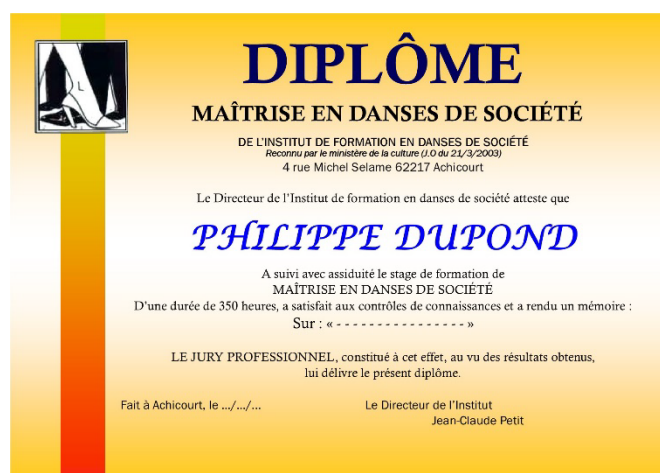 DIPLÔME
MAÎTRISE EN DANSES DE SOCIÉTÉ
DE L'INSTITUT DE FORMATION EN DANSES DE SOCIÉTÉ
Reconnu par le ministère de la culture (J.O du 21/3/2003)
4 rue Michel Selame 62217 Achicourt
Le Directeur de l'Institut de formation en danses de société atteste que
PHILIPPE DUPOND
A suivi avec assiduité le stage de formation de
MAÎTRISE EN DANSES DE SOCIÉTÉ
D'une durée de 350 heures, a satisfait aux contrôles de connaissances et a rendu un mémoire :
Sur : « - - - - - - - - - - - - - - - - »
LE JURY PROFESSIONNEL, constitué à cet effet, au vu des résultats obtenus,
lui délivre le présent diplôme.
Fait à Achicourt, le .../.../... Le Directeur de l'Institut
Jean-Claude Petit